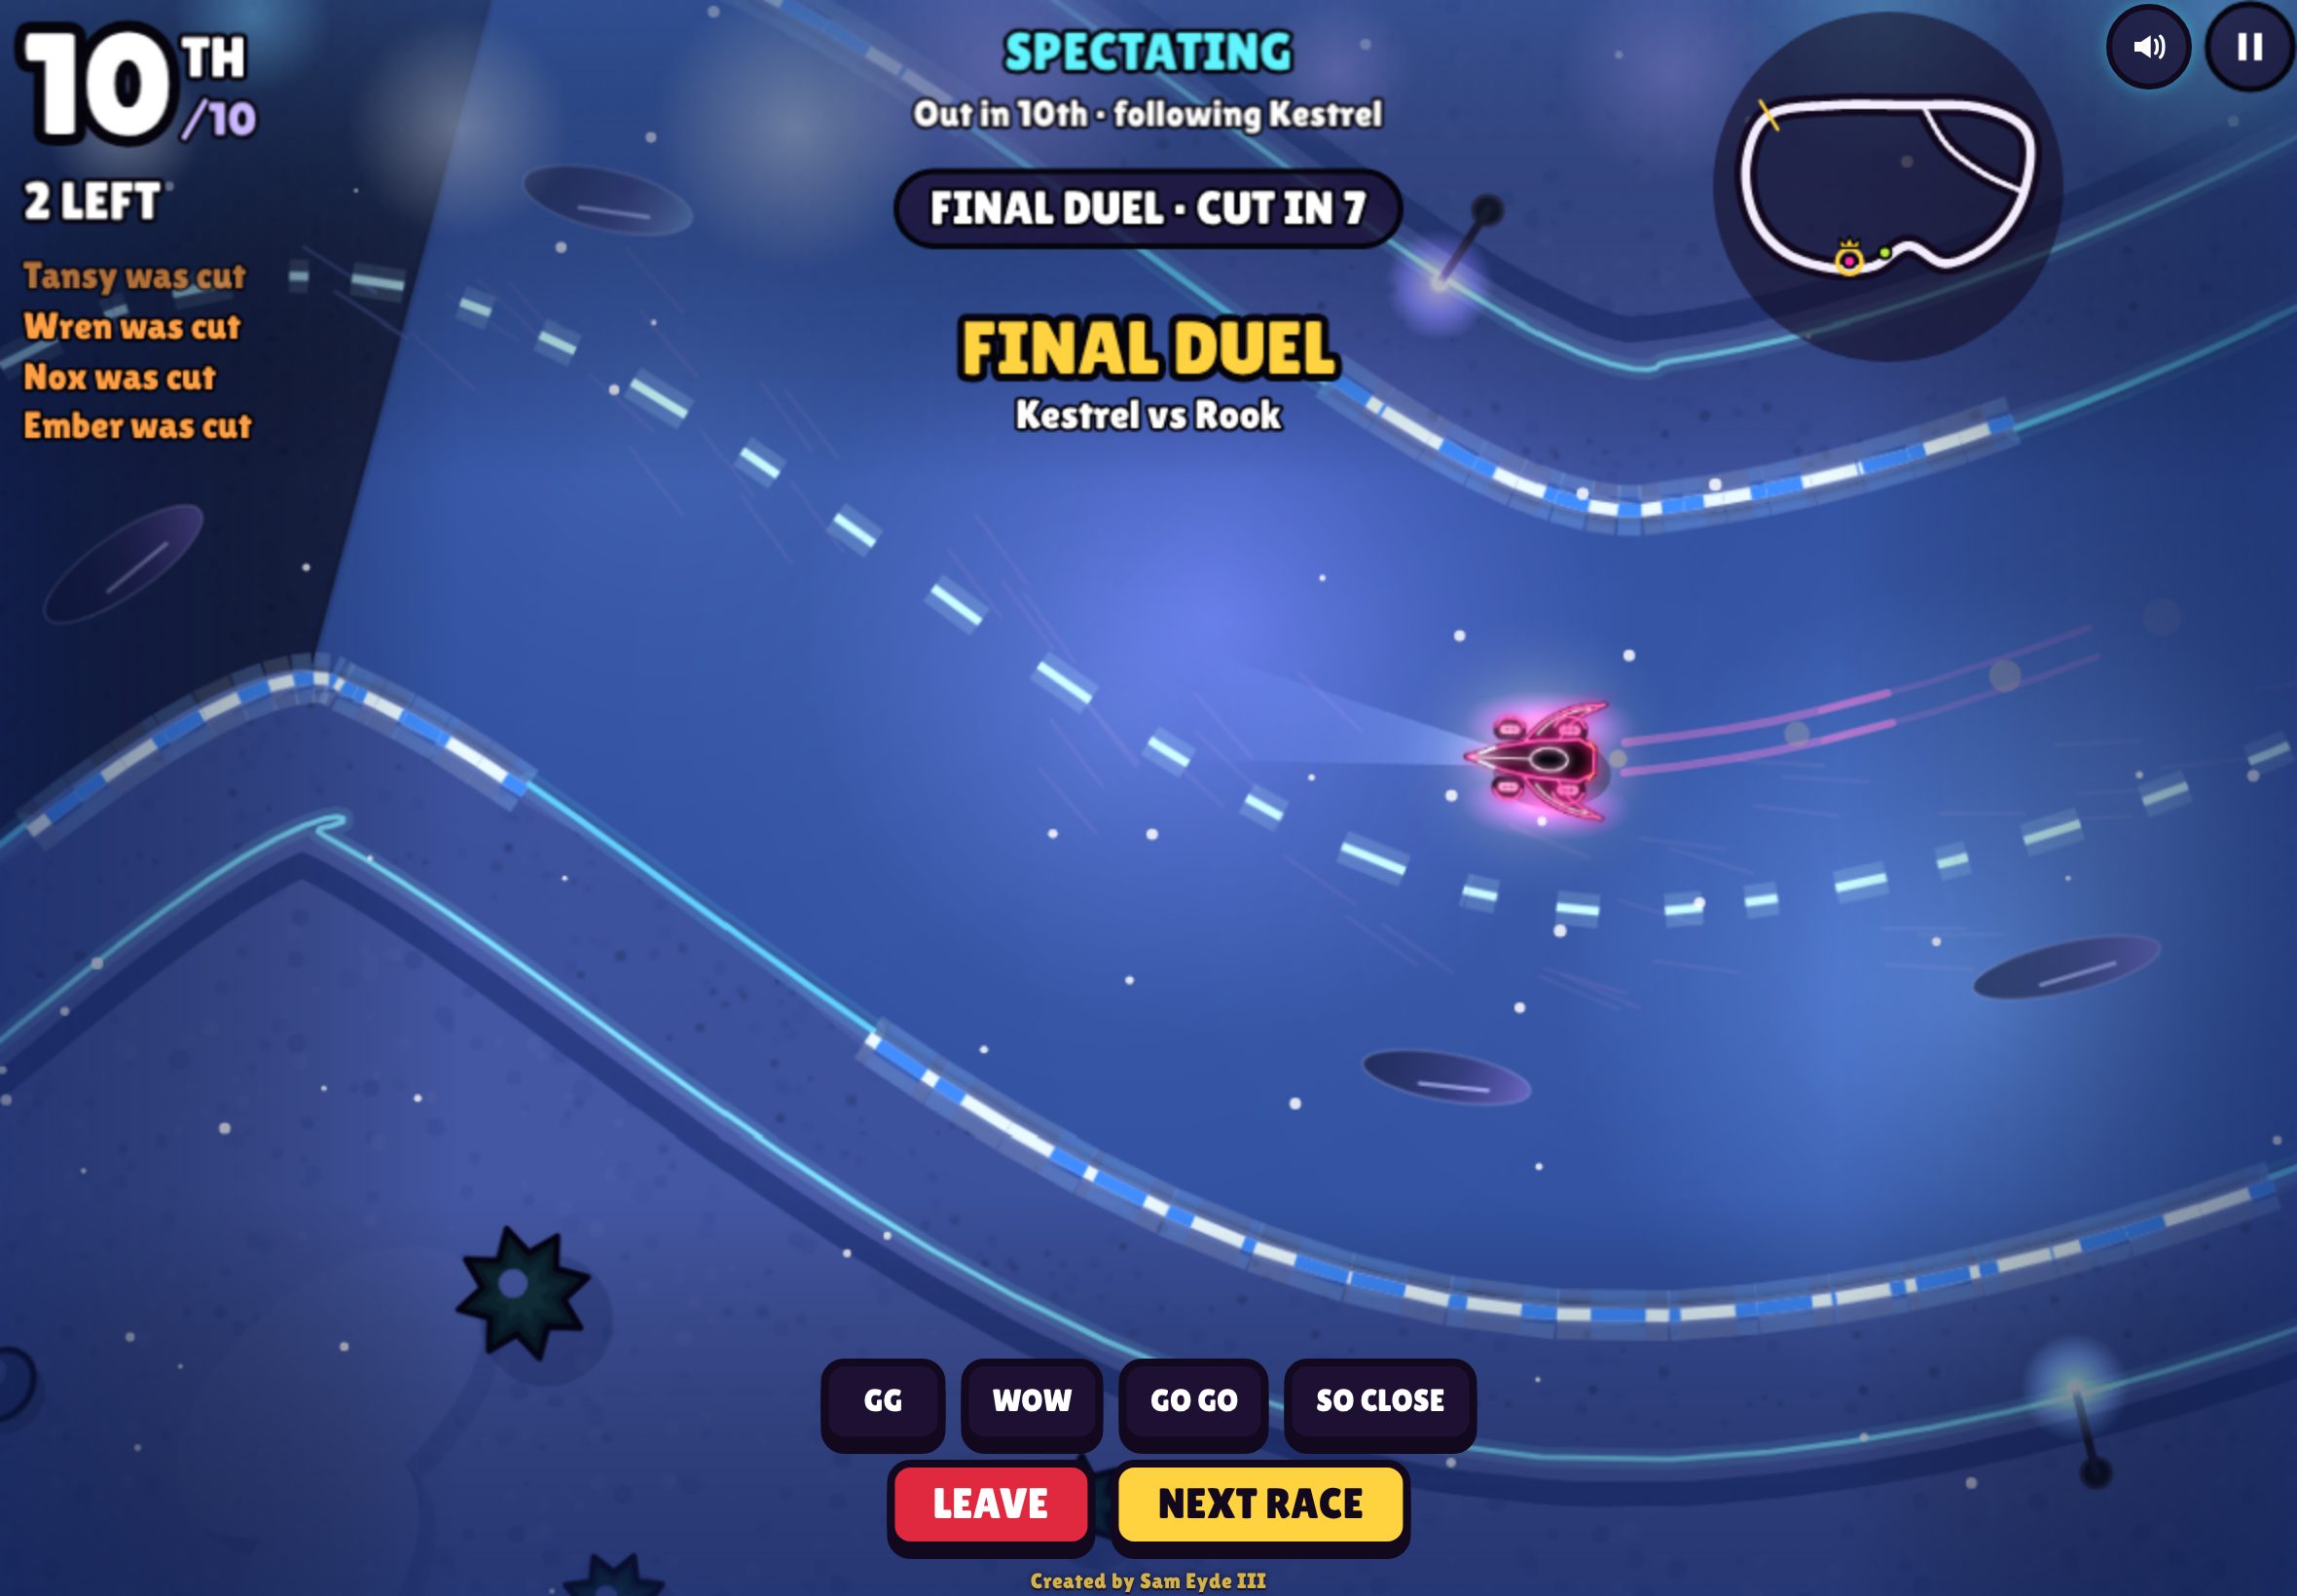 10TH
/10
2 LEFT
Tansy was cut
Wren was cut
Nox was cut
Ember was cut
SPECTATING
Out in 10th · following Kestrel
FINAL DUEL · CUT IN 7
FINAL DUEL
Kestrel vs Rook
GG
WOW
GO GO
SO CLOSE
LEAVE
NEXT RACE
Created by Sam Eyde III